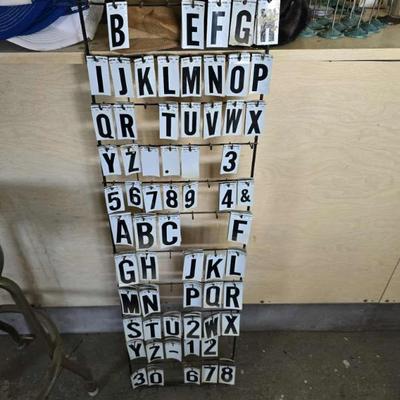 B EFGH
IJKLMNOP
QR TUVWX
YZ . . 3
56789 4&
ABC F
GH JKL
MN PQR
STU2WX
YZ-12
30 678